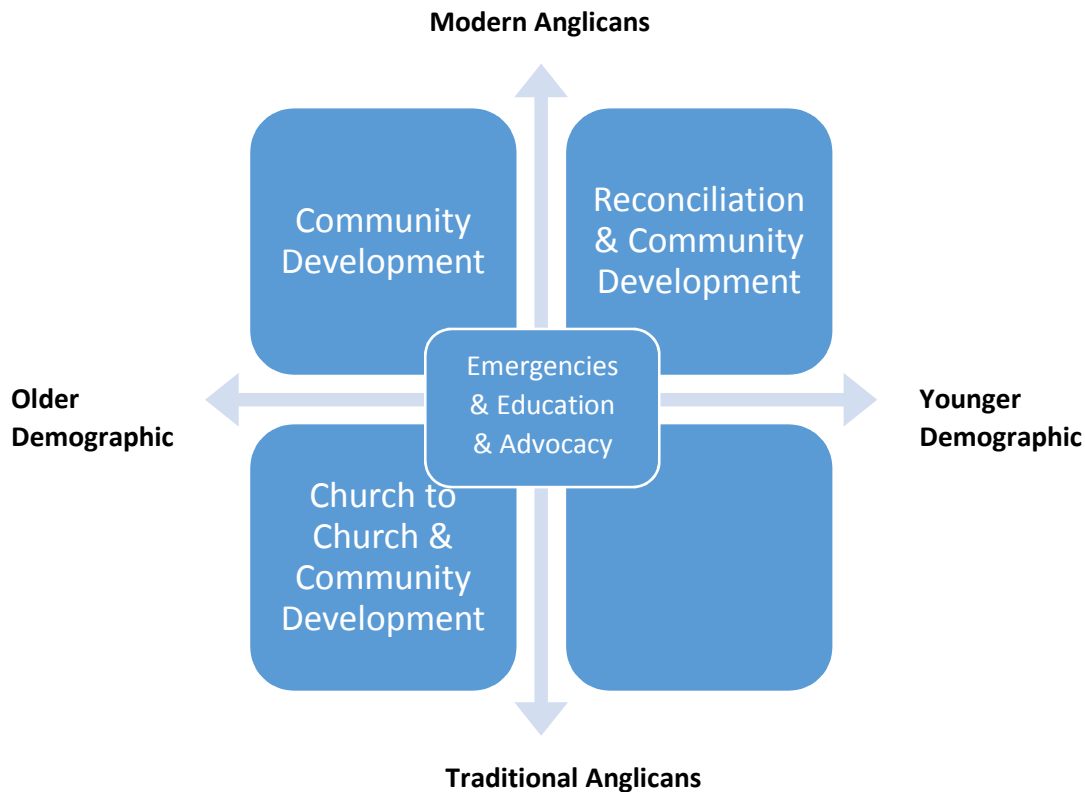 Modern Anglicans
Community
Development
Reconciliation
& Community
Development
Emergencies
& Education
& Advocacy
Older
Demographic
Younger
Demographic
Church to
Church &
Community
Development
Traditional Anglicans